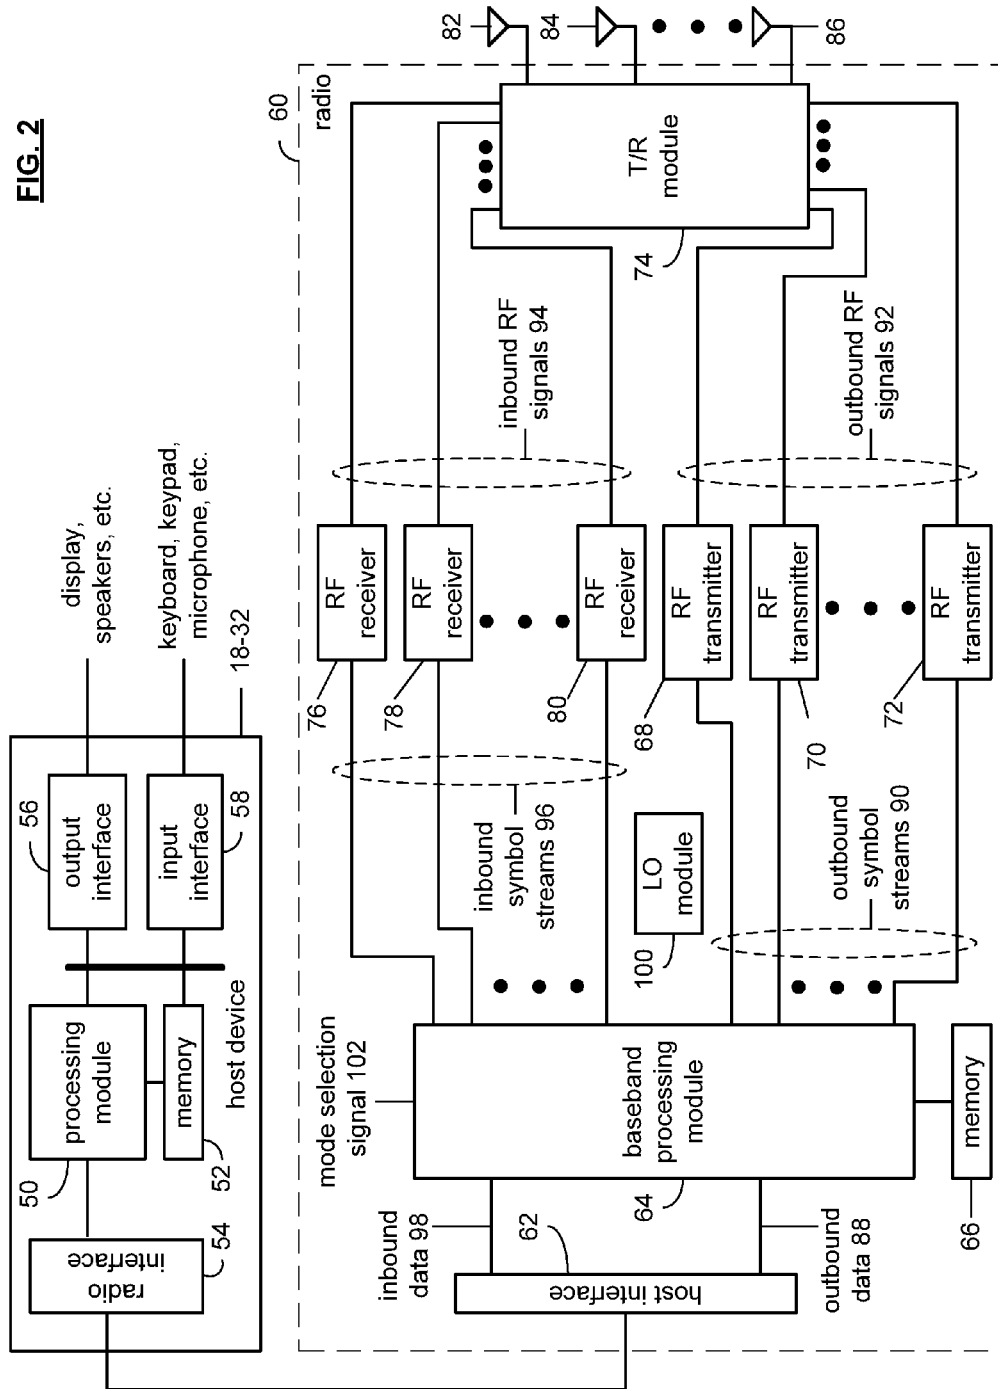 FIG. 2
display,
speakers, etc.
keyboard, keypad,
microphone, etc.
18-32
56
output
interface
input
interface
58
50
processing
module
memory
52
host device
radio
interface
54
60
radio
mode selection
signal 102
inbound
data 98
62
host interface
outbound
data 88
64
baseband
processing
module
66
memory
inbound
symbol
streams 96
100
LO
module
outbound
symbol
streams 90
76
RF
receiver
78
RF
receiver
80
RF
receiver
68
RF
transmitter
70
RF
transmitter
72
RF
transmitter
inbound RF
signals 94
outbound RF
signals 92
74
T/R
module
82
84
86